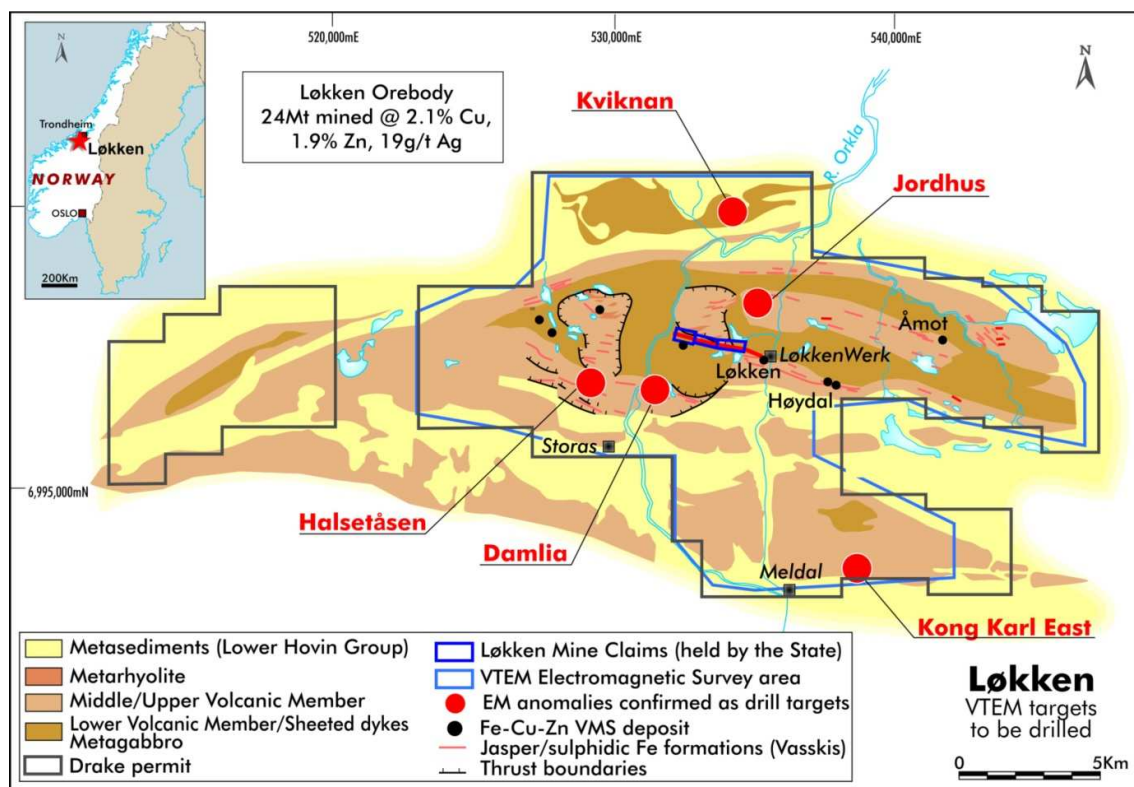 520,000mE
530,000mE
540,000mE
N
Trondheim
Løkken
NORWAY
OSLO
200Km
Løkken Orebody
24Mt mined @ 2.1% Cu,
1.9% Zn, 19g/t Ag
Kviknan
R. Orkla
N
Jordhus
Åmot
LøkkenWerk
Løkken
Høydal
Storas
6,995,000mN
Halsetåsen
Damlia
Meldal
Kong Karl East
Metasediments (Lower Hovin Group)
Metarhyolite
Middle/Upper Volcanic Member
Lower Volcanic Member/Sheeted dykes
Metagabbro
Drake permit
Løkken Mine Claims (held by the State)
VTEM Electromagnetic Survey area
EM anomalies confirmed as drill targets
Fe-Cu-Zn VMS deposit
Jasper/sulphidic Fe formations (Vasskis)
Thrust boundaries
Løkken
VTEM targets
to be drilled
0 5Km